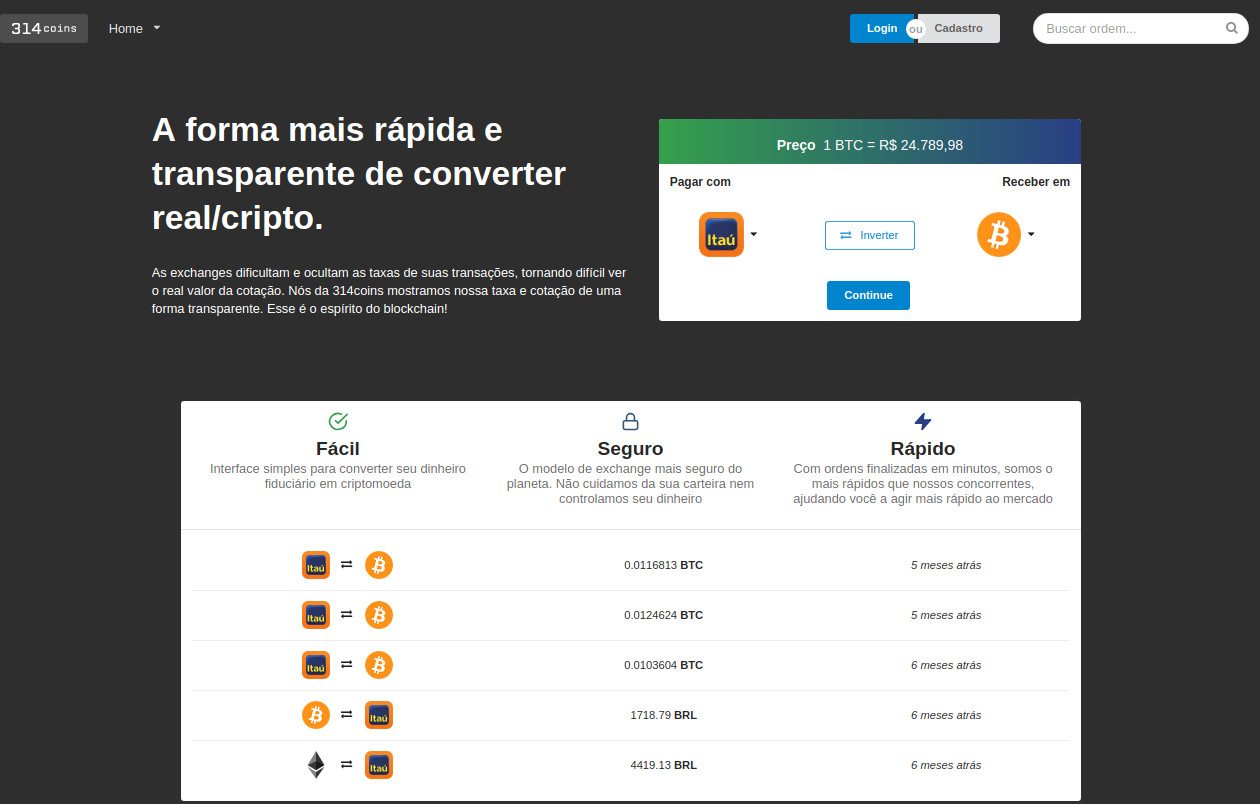 314coins Home Login ou Cadastro Buscar ordem...
A forma mais rápida e
transparente de converter
real/cripto.
As exchanges dificultam e ocultam as taxas de suas transações, tornando difícil ver
o real valor da cotação. Nós da 314coins mostramos nossa taxa e cotação de uma
forma transparente. Esse é o espírito do blockchain!
Preço 1 BTC = R$ 24.789,98
Pagar com Receber em
Itaú Inverter
Continue
Fácil
Interface simples para converter seu dinheiro
fiduciário em criptomoeda
Seguro
O modelo de exchange mais seguro do
planeta. Não cuidamos da sua carteira nem
controlamos seu dinheiro
Rápido
Com ordens finalizadas em minutos, somos o
mais rápidos que nossos concorrentes,
ajudando você a agir mais rápido ao mercado
Itaú 0.0116813 BTC 5 meses atrás
Itaú 0.0124624 BTC 5 meses atrás
Itaú 0.0103604 BTC 6 meses atrás
Itaú 1718.79 BRL 6 meses atrás
Itaú 4419.13 BRL 6 meses atrás